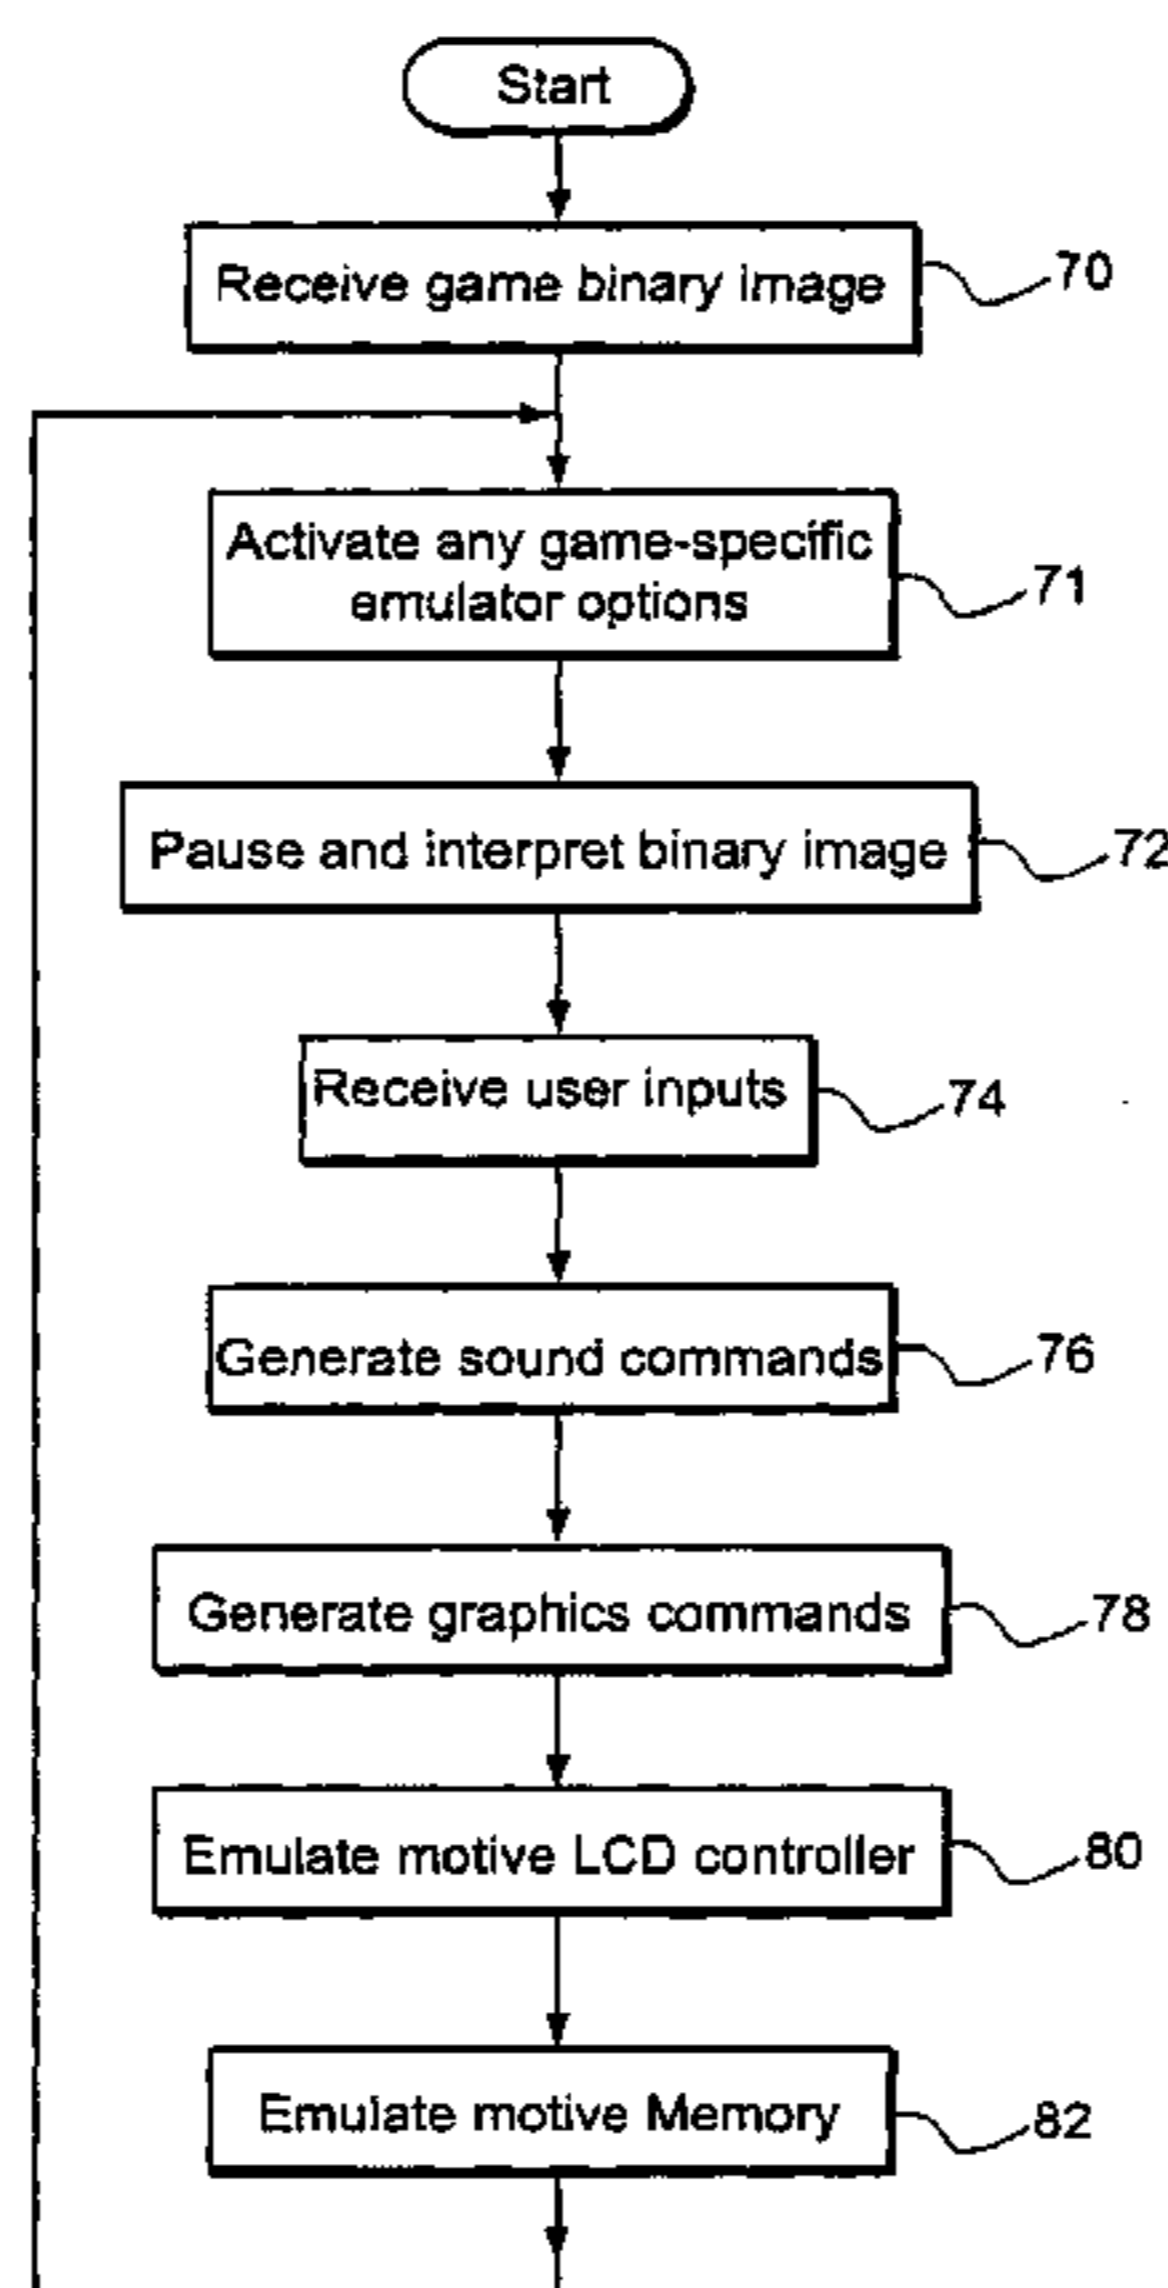 Start
Receive game binary image
70
Activate any game-specific
emulator options
71
Pause and interpret binary image
72
Receive user inputs
74
Generate sound commands
76
Generate graphics commands
78
Emulate motive LCD controller
80
Emulate motive Memory
82